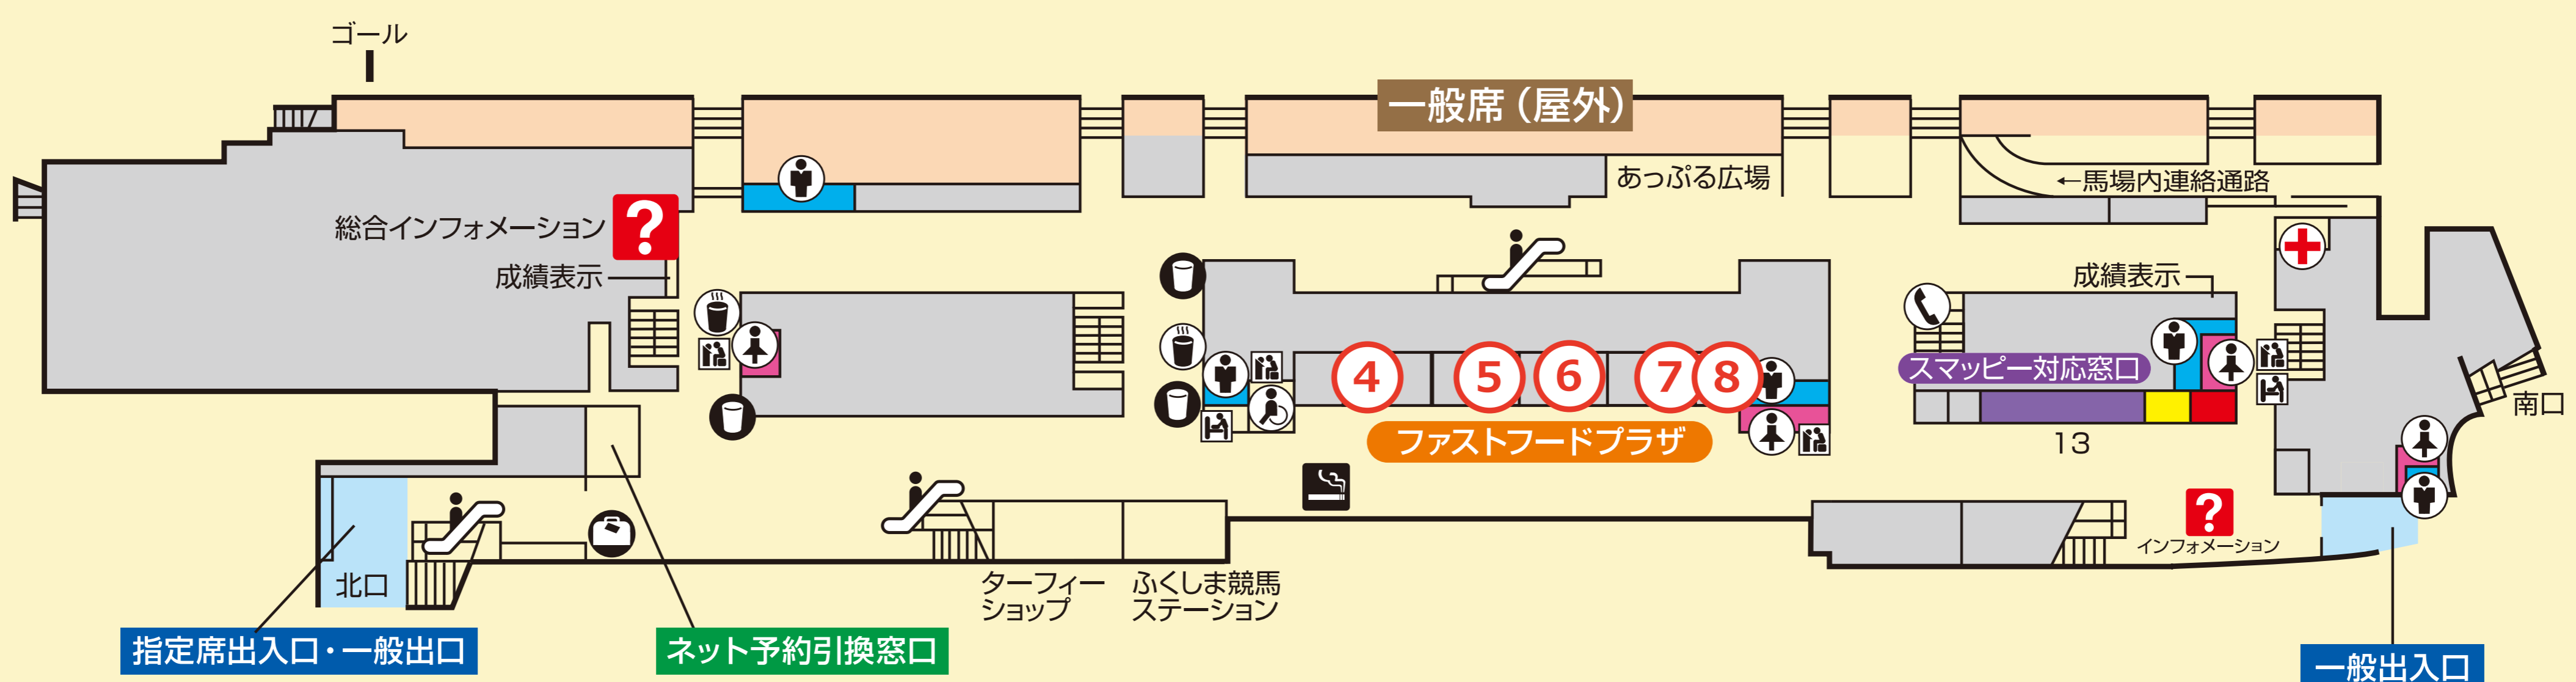 ゴール
一般席（屋外）
あっぷる広場
←馬場内連絡通路
総合インフォメーション
?
成績表示
成績表示
スマッピー対応窓口
4
5
6
7
8
ファストフードプラザ
13
南口
?
インフォメーション
北口
ターフィー
ショップ
ふくしま競馬
ステーション
指定席出入口・一般出口
ネット予約引換窓口
一般出入口